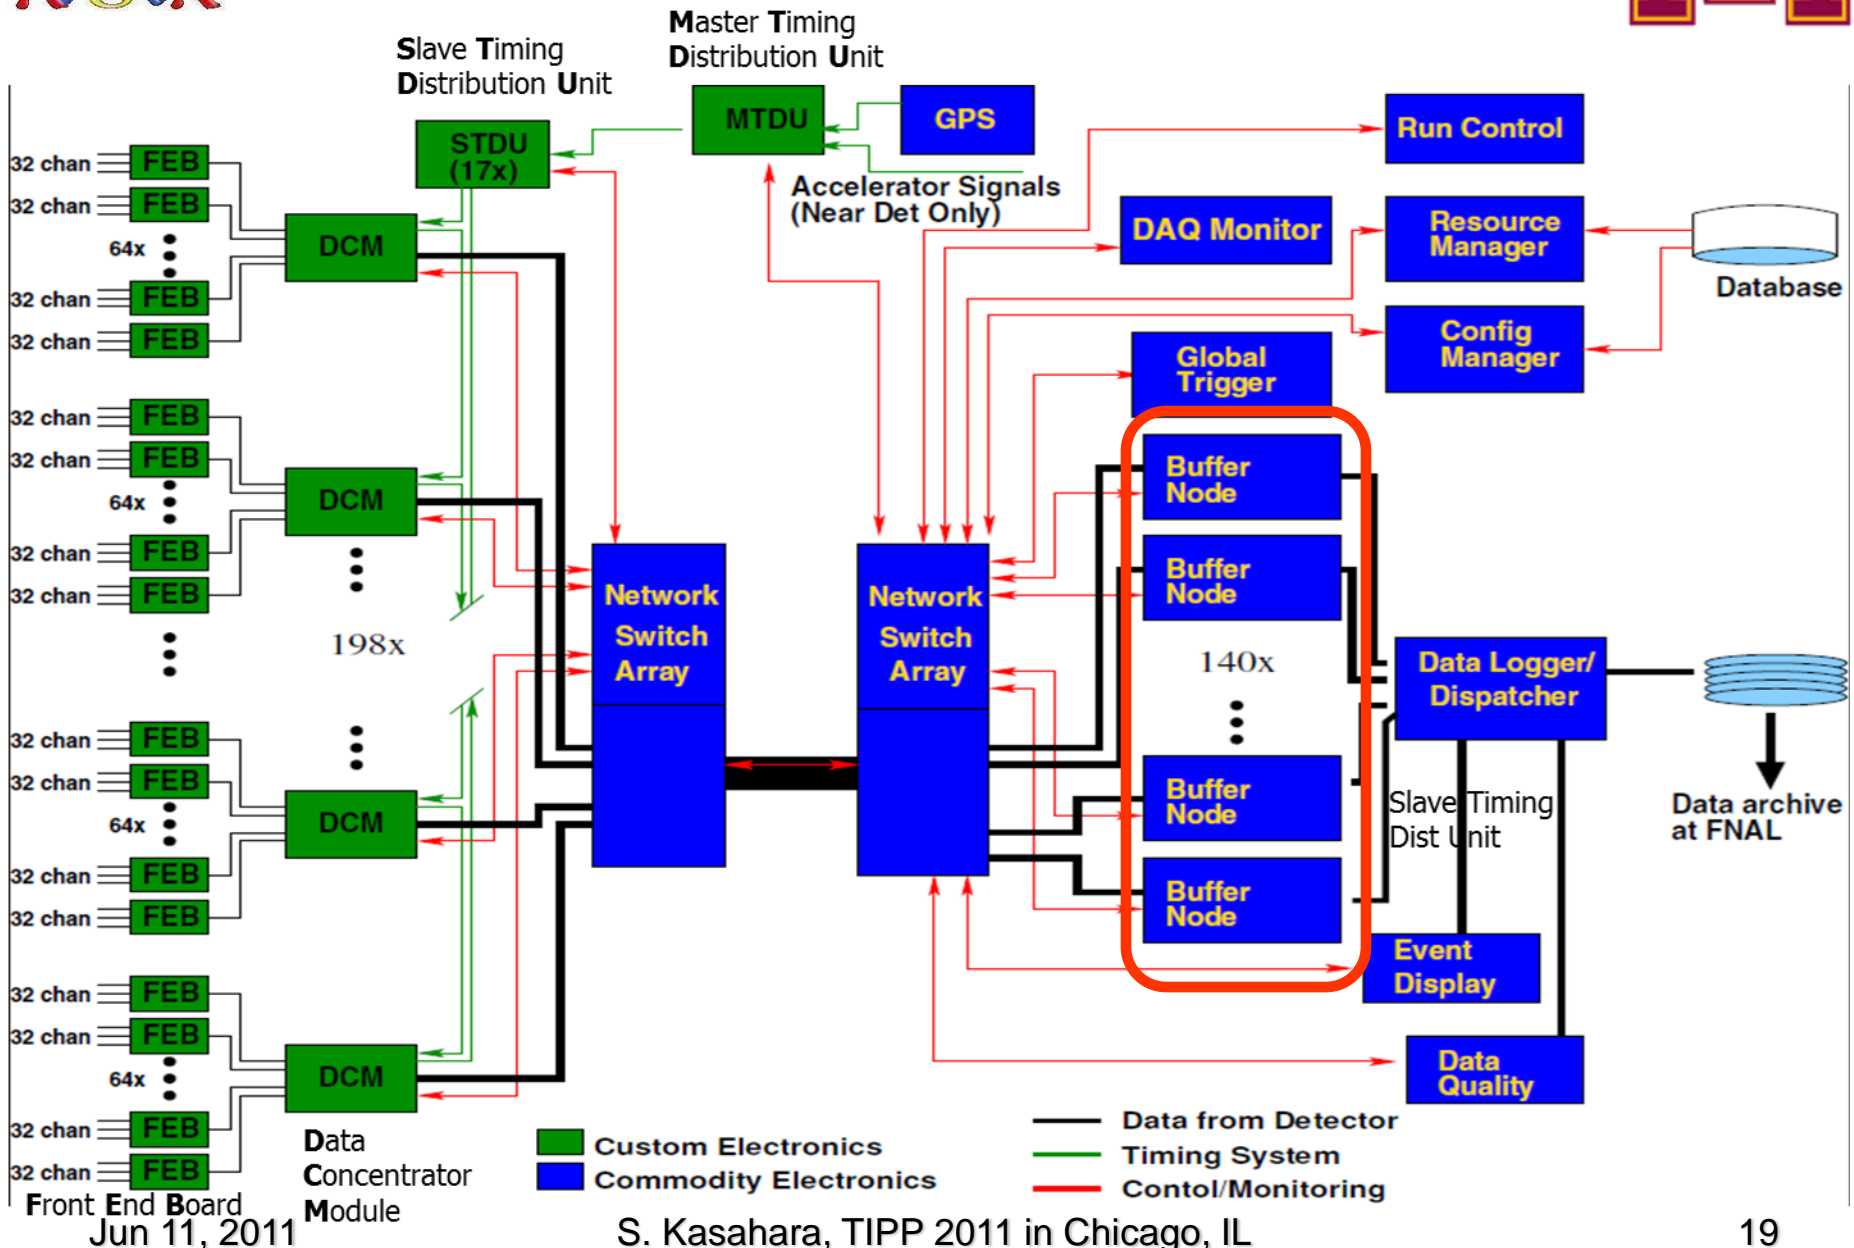 Master Timing
Distribution Unit
Slave Timing
Distribution Unit
MTDU
GPS
STDU
(17x)
Accelerator Signals
(Near Det Only)
Run Control
DAQ Monitor
Resource
Manager
Database
Config
Manager
Global
Trigger
32 chan FEB
32 chan FEB
64x
32 chan FEB
32 chan FEB
DCM
32 chan FEB
32 chan FEB
64x
32 chan FEB
32 chan FEB
DCM
198x
32 chan FEB
32 chan FEB
64x
32 chan FEB
32 chan FEB
DCM
32 chan FEB
32 chan FEB
64x
32 chan FEB
32 chan FEB
DCM
Network
Switch
Array
Network
Switch
Array
Buffer
Node
Buffer
Node
140x
Buffer
Node
Buffer
Node
Data Logger/
Dispatcher
Slave Timing
Dist Unit
Data archive
at FNAL
Event
Display
Data
Quality
Front End Board
Data
Concentrator
Module
Custom Electronics
Commodity Electronics
Data from Detector
Timing System
Contol/Monitoring
Jun 11, 2011
S. Kasahara, TIPP 2011 in Chicago, IL
19